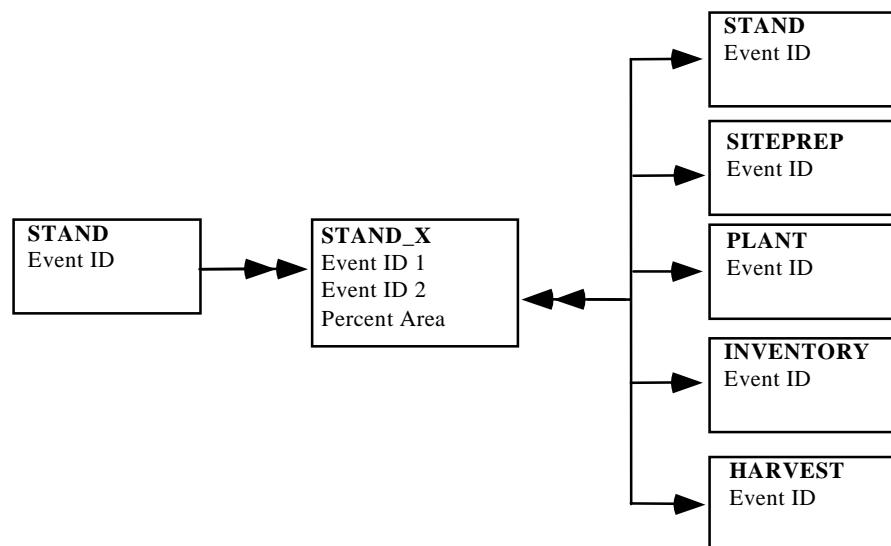 STAND
Event ID
STAND_X
Event ID 1
Event ID 2
Percent Area
STAND
Event ID
SITEPREP
Event ID
PLANT
Event ID
INVENTORY
Event ID
HARVEST
Event ID